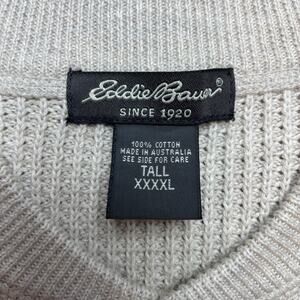 Eddie Bauer®
SINCE 1920
100% COTTON
MADE IN AUSTRALIA
SEE SIDE FOR CARE
TALL
XXXXL